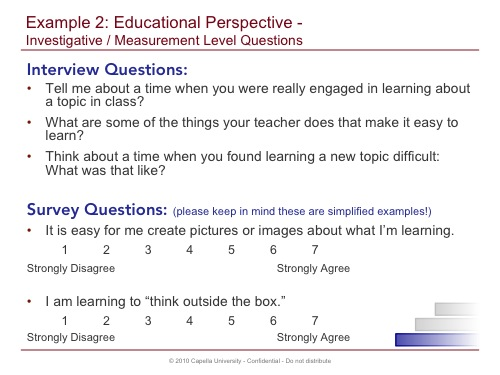 Example 2: Educational Perspective -
Investigative / Measurement Level Questions
Interview Questions:
• Tell me about a time when you were really engaged in learning about
a topic in class?
• What are some of the things your teacher does that make it easy to
learn?
• Think about a time when you found learning a new topic difficult:
What was that like?
Survey Questions: (please keep in mind these are simplified examples!)
• It is easy for me create pictures or images about what I'm learning.
1 2 3 4 5 6 7
Strongly Disagree Strongly Agree
• I am learning to “think outside the box.”
1 2 3 4 5 6 7
Strongly Disagree Strongly Agree
© 2010 Capella University - Confidential - Do not distribute